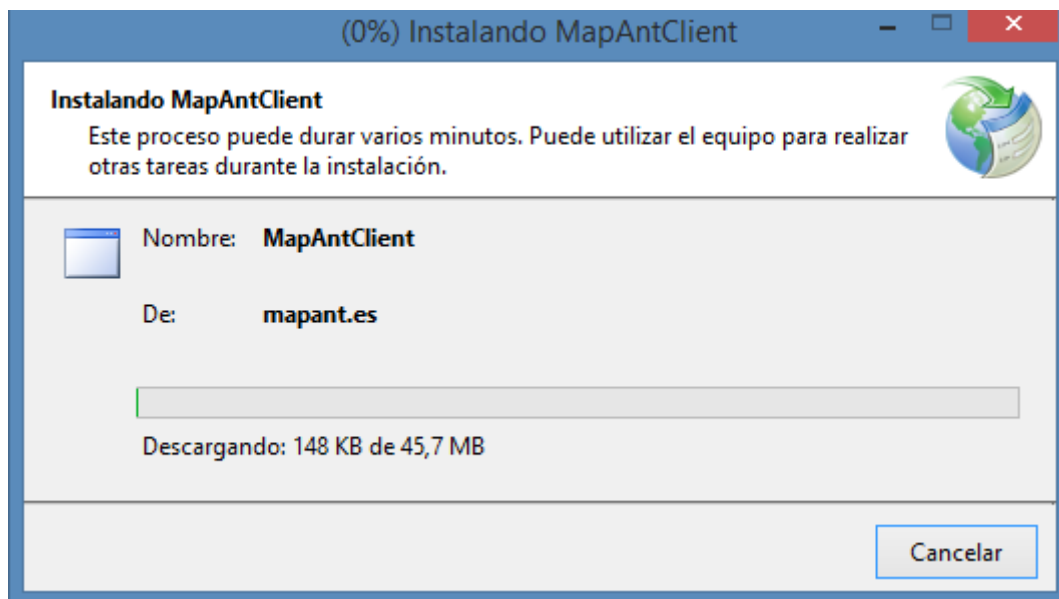 (0%) Instalando MapAntClient
Instalando MapAntClient
Este proceso puede durar varios minutos. Puede utilizar el equipo para realizar
otras tareas durante la instalación.
Nombre: MapAntClient
De: mapant.es
Descargando: 148 KB de 45,7 MB
Cancelar